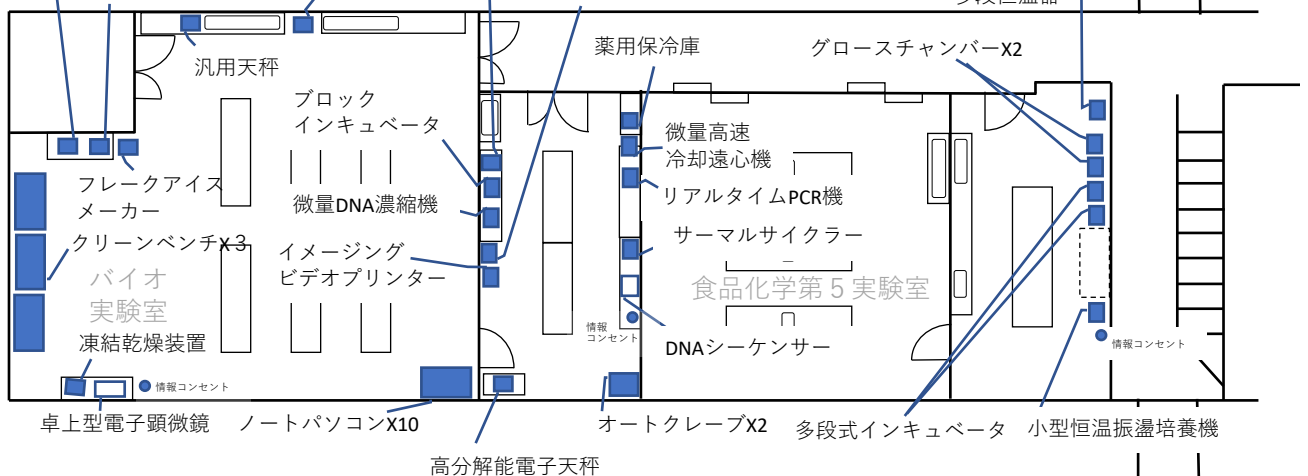 多段恒温器
薬用保冷庫
グロースチャンバーX2
汎用天秤
ブロック
インキュベータ
微量高速
冷却遠心機
フレークアイス
メーカー
微量DNA濃縮機
リアルタイムPCR機
クリーンベンチX３
イメージング
ビデオプリンター
サーマルサイクラー
バイオ
実験室
食品化学第５実験室
凍結乾燥装置
情報
コンセント
DNAシーケンサー
情報コンセント
情報コンセント
卓上型電子顕微鏡
ノートパソコンX10
オートクレーブX2
多段式インキュベータ
小型恒温振盪培養機
高分解能電子天秤